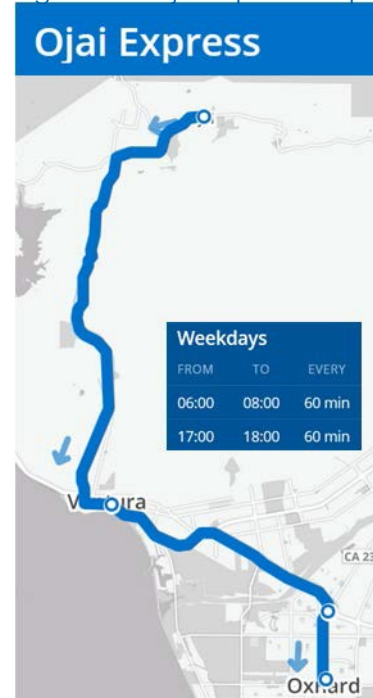 Ojai Express
Weekdays
FROM TO EVERY
06:00 08:00 60 min
17:00 18:00 60 min
CA 23